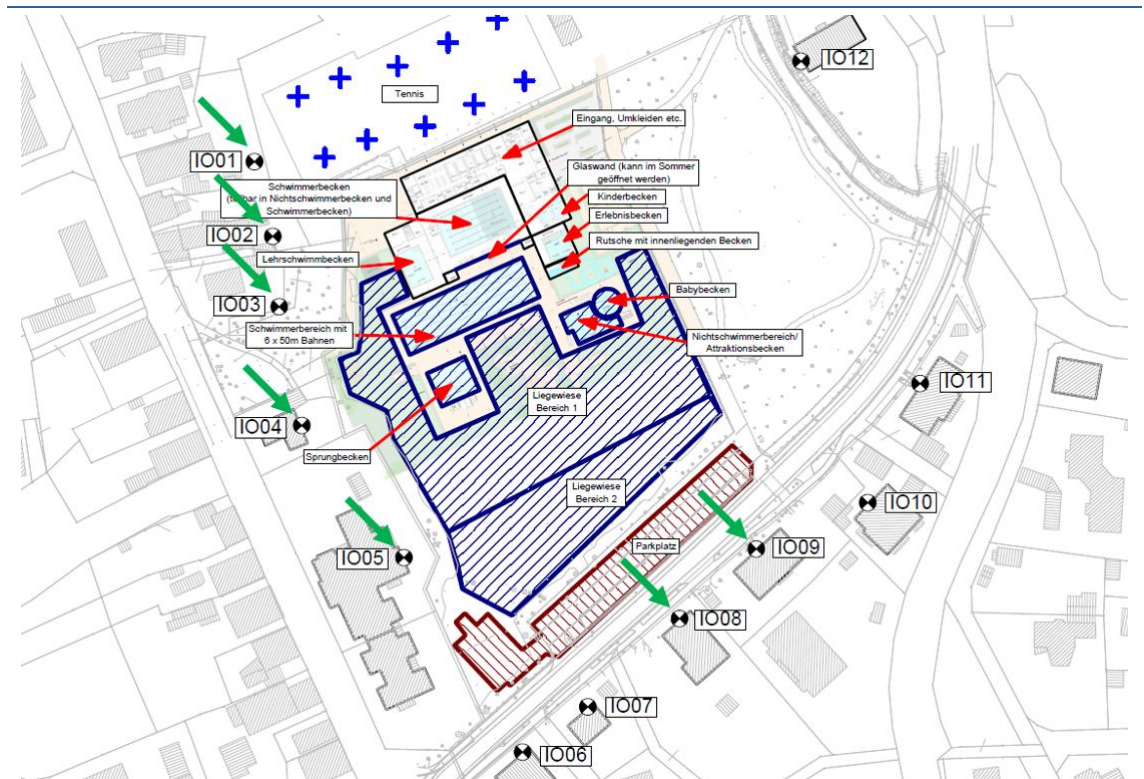 IO12
Tennis
Eingang, Umkleiden etc.
IO01
Glaswand (kann im Sommer
geöffnet werden)
Schwimmerbecken
bar in Nichtschwimmerbecken und
Schwimmerbecken)
Kinderbecken
Erlebnisbecken
IO02
Rutsche mit innenliegenden Becken
Lehrschwimmbecken
IO03
Babybecken
Schwimmerbereich mit
6 x 50m Bahnen
Nichtschwimmerbereich/
Attraktionsbecken
IO11
Liegewiese
Bereich 1
IO04
Sprungbecken
Liegewiese
Bereich 2
IO10
IO05
Parkplatz
IO09
IO08
IO07
IO06